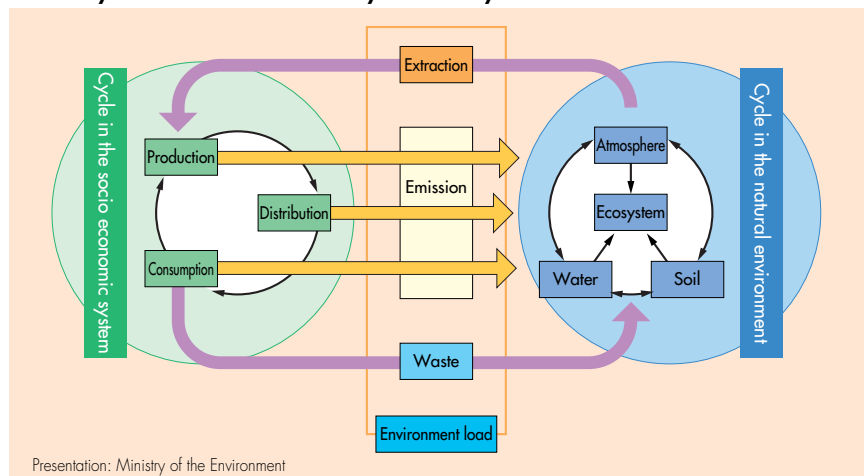 Extraction
Cycle in the socio economic system
Cycle in the natural environment
Production
Emission
Atmosphere
Distribution
Ecosystem
Consumption
Water
Soil
Waste
Environment load
Presentation: Ministry of the Environment